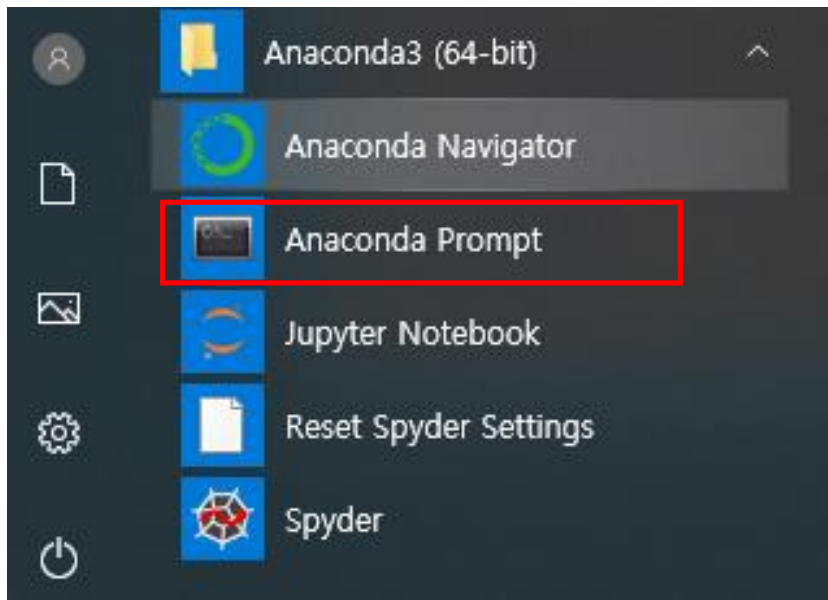 Anaconda3 (64-bit)
Anaconda Navigator
Anaconda Prompt
Jupyter Notebook
Reset Spyder Settings
Spyder